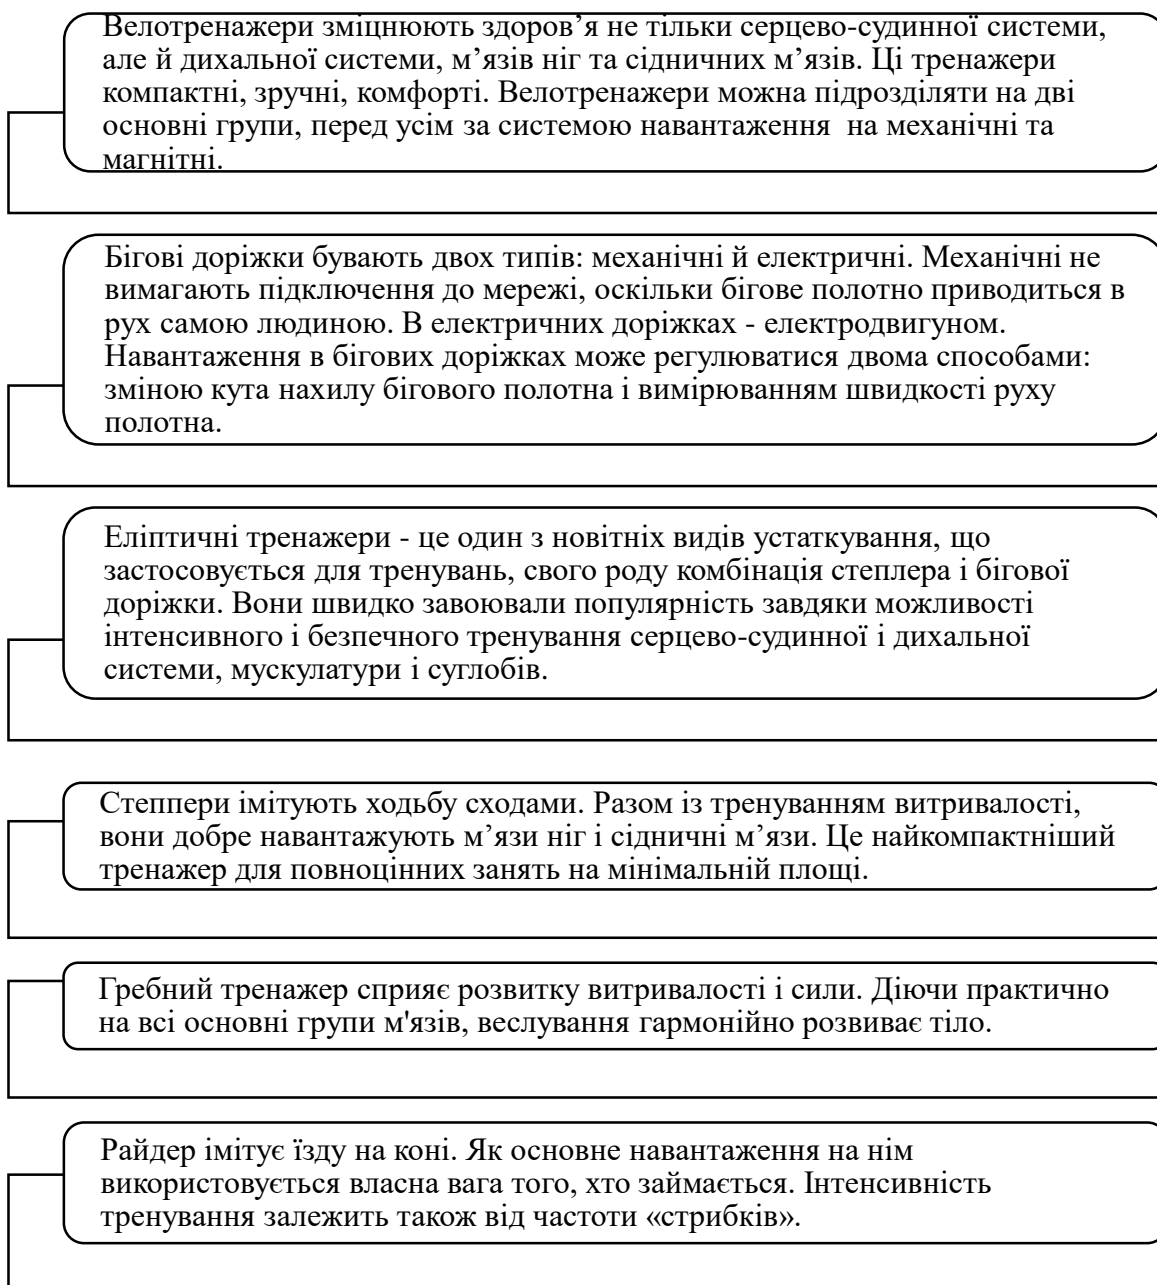 Велотренажери зміцнюють здоров’я не тільки серцево-судинної системи,
але й дихальної системи, м’язів ніг та сідничних м’язів. Ці тренажери
компактні, зручні, комфорті. Велотренажери можна підрозділяти на дві
основні групи, перед усім за системою навантаження  на механічні та
магнітні.
Бігові доріжки бувають двох типів: механічні й електричні. Механічні не
вимагають підключення до мережі, оскільки бігове полотно приводиться в
рух самою людиною. В електричних доріжках - електродвигуном.
Навантаження в бігових доріжках може регулюватися двома способами:
зміною кута нахилу бігового полотна і вимірюванням швидкості руху
полотна.
Еліптичні тренажери - це один з новітніх видів устаткування, що
застосовується для тренувань, свого роду комбінація степлера і бігової
доріжки. Вони швидко завоювали популярність завдяки можливості
інтенсивного і безпечного тренування серцево-судинної і дихальної
системи, мускулатури і суглобів.
Степпери імітують ходьбу сходами. Разом із тренуванням витривалості,
вони добре навантажують м’язи ніг і сідничні м’язи. Це найкомпактніший
тренажер для повноцінних занять на мінімальній площі.
Гребний тренажер сприяє розвитку витривалості і сили. Діючи практично
на всі основні групи м'язів, веслування гармонійно розвиває тіло.
Райдер імітує їзду на коні. Як основне навантаження на нім
використовується власна вага того, хто займається. Інтенсивність
тренування залежить також від частоти «стрибків».